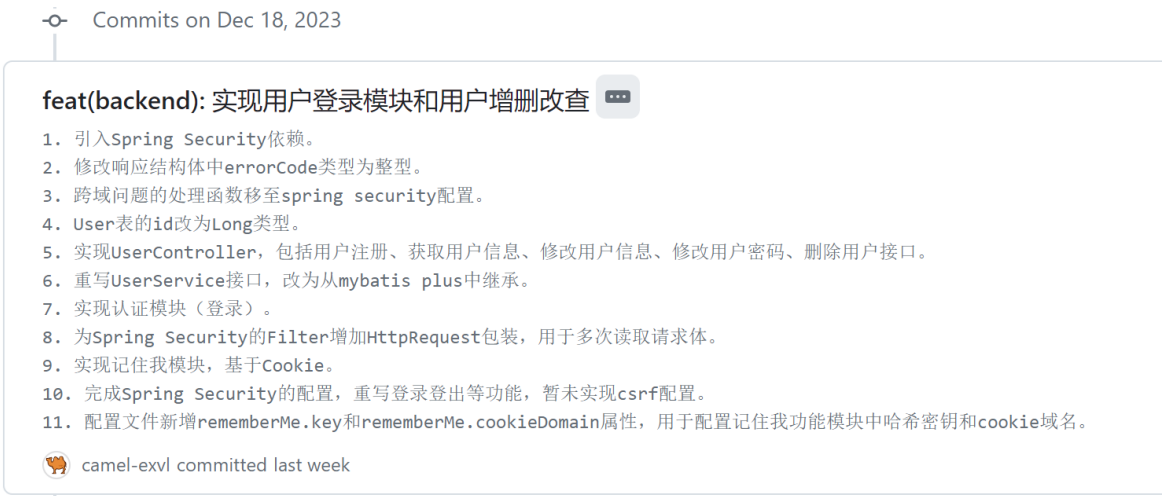 Commits on Dec 18, 2023
feat(backend): 实现用户登录模块和用户增删改查
1. 引入Spring Security依赖。
2. 修改响应结构体中errorCode类型为整型。
3. 跨域问题的处理函数移至spring security配置。
4. User表的id改为Long类型。
5. 实现UserController，包括用户注册、获取用户信息、修改用户信息、修改用户密码、删除用户接口。
6. 重写UserService接口，改为从mybatis plus中继承。
7. 实现认证模块（登录）。
8. 为Spring Security的Filter增加HttpRequest包装，用于多次读取请求体。
9. 实现记住我模块，基于Cookie。
10. 完成Spring Security的配置，重写登录登出等功能，暂未实现csrf配置。
11. 配置文件新增rememberMe.key和rememberMe.cookieDomain属性，用于配置记住我功能模块中哈希密钥和cookie域名。
camel-exvl committed last week